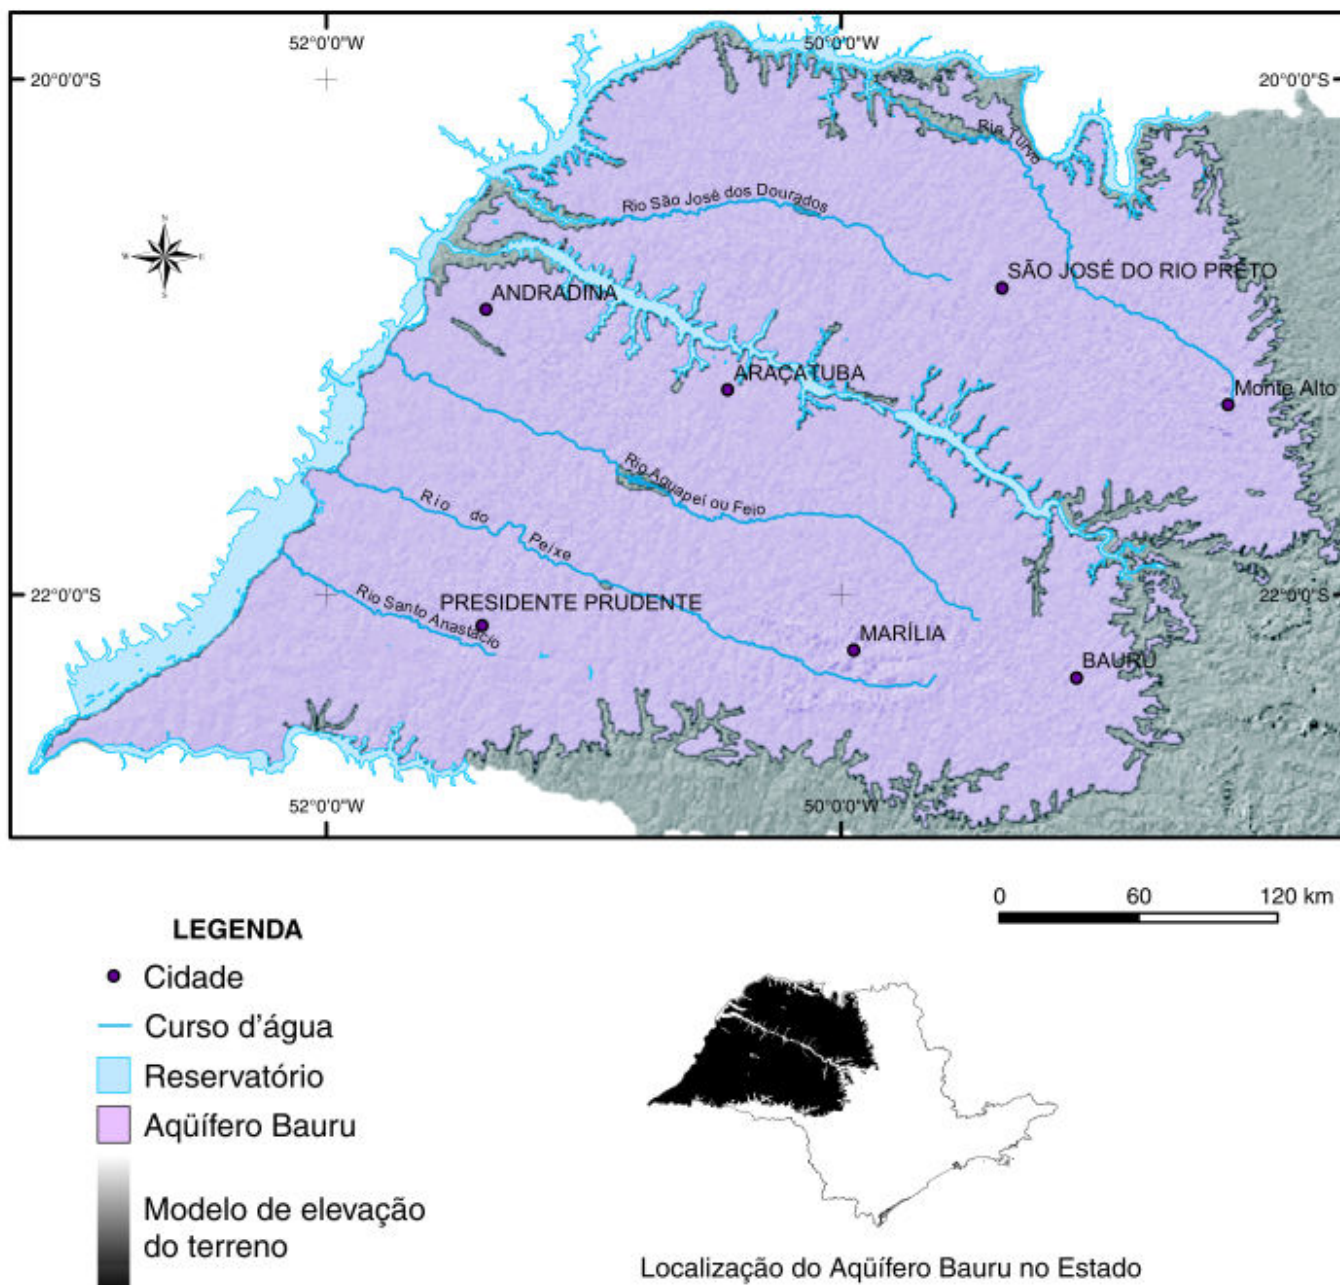 52°0'0"W
50°0'0"W
20°0'0"S
20°0'0"S
Rio Turvo
Rio São José dos Dourados
N
W
E
S
SÃO JOSÉ DO RIO PRETO
ANDRADINA
ARAÇATUBA
Monte Alto
Rio Aguapeí ou Feio
Rio do Peixe
22°0'0"S
22°0'0"S
Rio Santo Anastácio
PRESIDENTE PRUDENTE
MARÍLIA
BAURU
52°0'0"W
50°0'0"W
0 60 120 km
LEGENDA
Cidade
Curso d'água
Reservatório
Aqüífero Bauru
Modelo de elevação
do terreno
Localização do Aqüífero Bauru no Estado